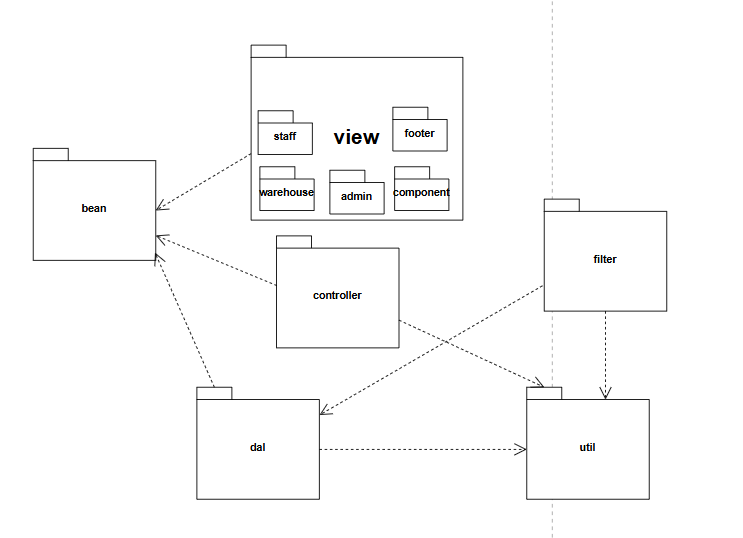 staff
view
footer
warehouse
admin
component
bean
controller
filter
dal
util